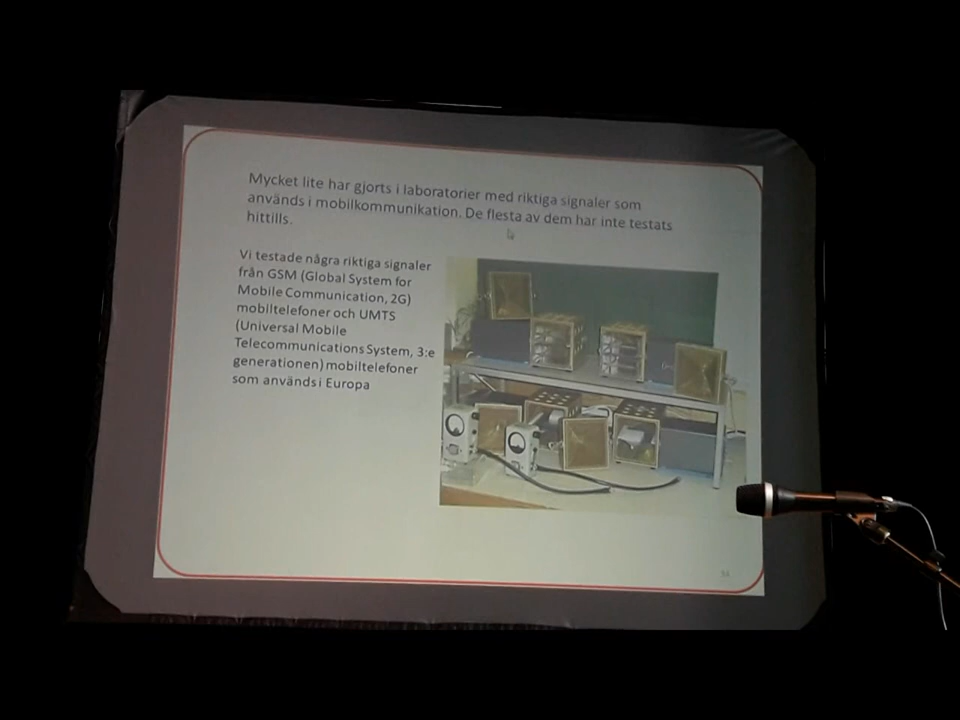 Mycket lite har gjorts i laboratorier med riktiga signaler som
används i mobilkommunikation. De flesta av dem har inte testats
hittills.
Vi testade några riktiga signaler
från GSM (Global System for
Mobile Communication, 2G)
mobiltelefoner och UMTS
(Universal Mobile
Telecommunications System, 3:e
generationen) mobiltelefoner
som används i Europa